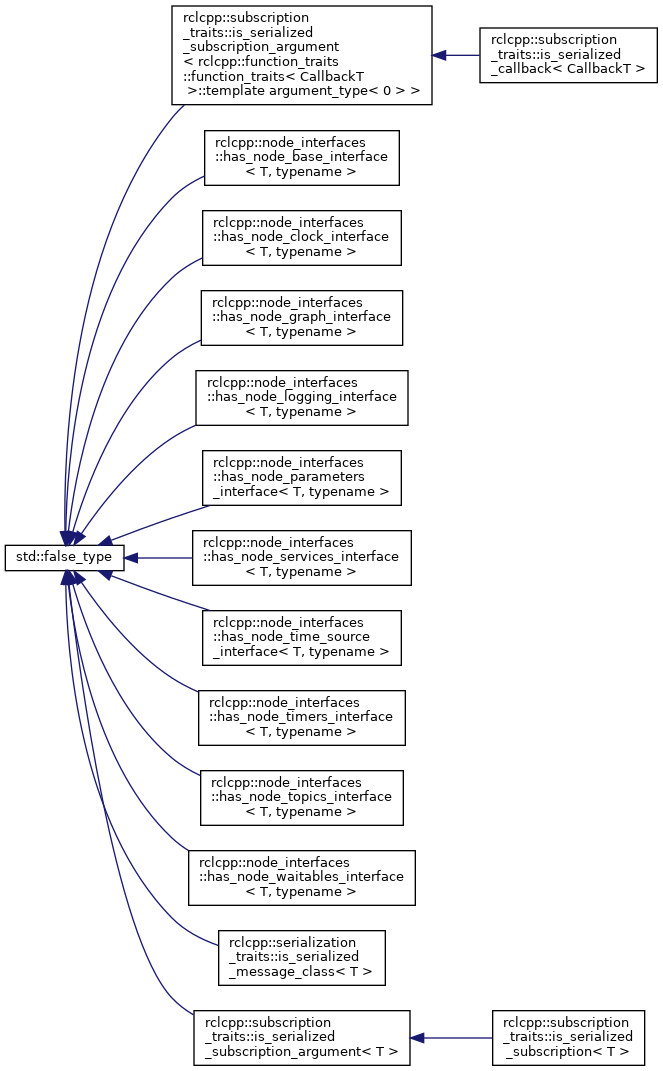 rclcpp::subscription
_traits::is_serialized
_subscription_argument
< rclcpp::function_traits
::function_traits< CallbackT
>::template argument_type< 0 > >
rclcpp::subscription
_traits::is_serialized
_callback< CallbackT >
rclcpp::node_interfaces
::has_node_base_interface
< T, typename >
rclcpp::node_interfaces
::has_node_clock_interface
< T, typename >
rclcpp::node_interfaces
::has_node_graph_interface
< T, typename >
rclcpp::node_interfaces
::has_node_logging_interface
< T, typename >
rclcpp::node_interfaces
::has_node_parameters
_interface< T, typename >
std::false_type
rclcpp::node_interfaces
::has_node_services_interface
< T, typename >
rclcpp::node_interfaces
::has_node_time_source
_interface< T, typename >
rclcpp::node_interfaces
::has_node_timers_interface
< T, typename >
rclcpp::node_interfaces
::has_node_topics_interface
< T, typename >
rclcpp::node_interfaces
::has_node_waitables_interface
< T, typename >
rclcpp::serialization
_traits::is_serialized
_message_class< T >
rclcpp::subscription
_traits::is_serialized
_subscription_argument< T >
rclcpp::subscription
_traits::is_serialized
_subscription< T >